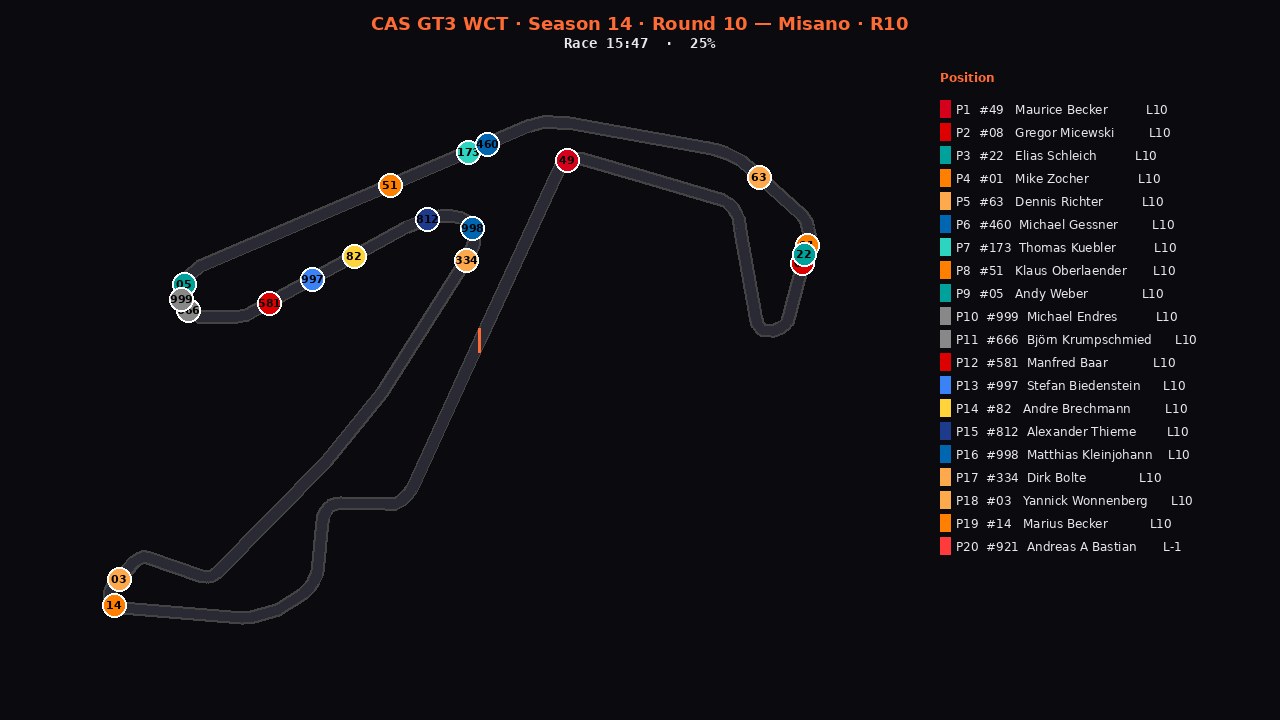 CAS GT3 WCT · Season 14 · Round 10 — Misano · R10
Race 15:47 · 25%
Position
P1 #49 Maurice Becker L10
P2 #08 Gregor Micewski L10
P3 #22 Elias Schleich L10
P4 #01 Mike Zocher L10
P5 #63 Dennis Richter L10
P6 #460 Michael Gessner L10
P7 #173 Thomas Kuebler L10
P8 #51 Klaus Oberlaender L10
P9 #05 Andy Weber L10
P10 #999 Michael Endres L10
P11 #666 Björn Krumpschmied L10
P12 #581 Manfred Baar L10
P13 #997 Stefan Biedenstein L10
P14 #82 Andre Brechmann L10
P15 #812 Alexander Thieme L10
P16 #998 Matthias Kleinjohann L10
P17 #334 Dirk Bolte L10
P18 #03 Yannick Wonnenberg L10
P19 #14 Marius Becker L10
P20 #921 Andreas A Bastian L-1
460
173
49
63
51
812
998
22
82
334
997
05
999
581
03
14